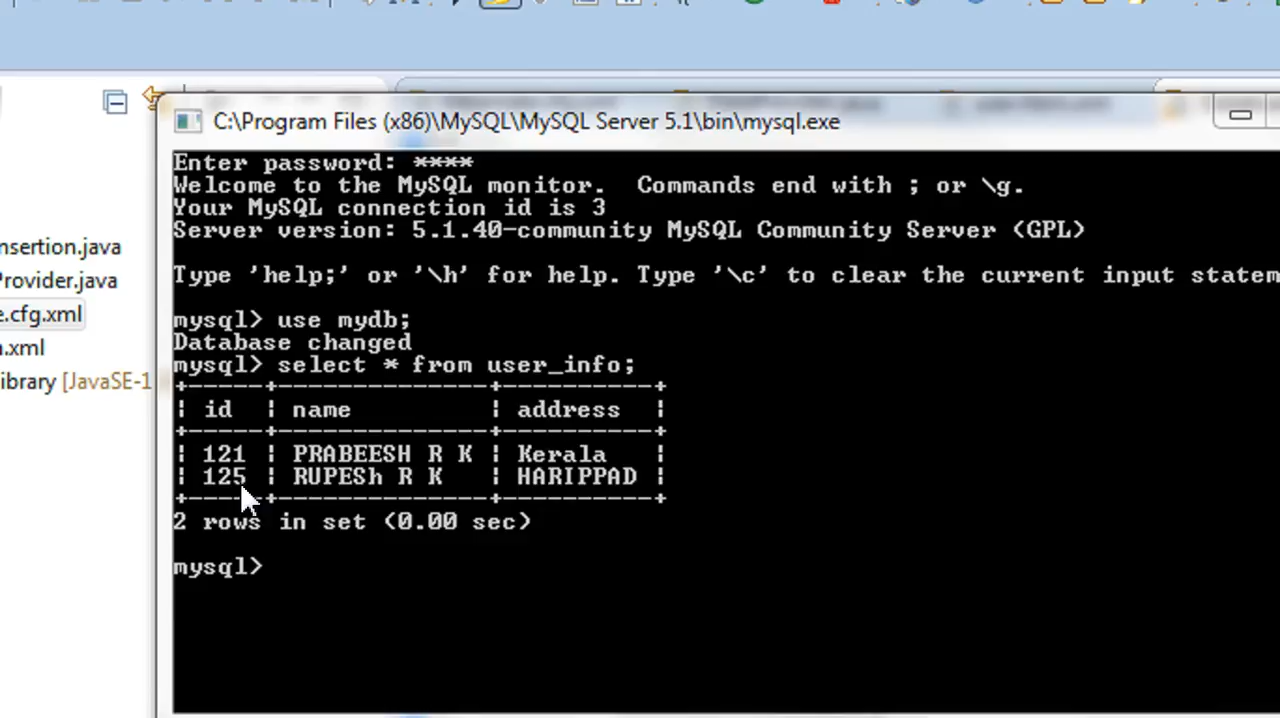 C:\Program Files (x86)\MySQL\MySQL Server 5.1\bin\mysql.exe
Enter password: ****
Welcome to the MySQL monitor.  Commands end with ; or \g.
Your MySQL connection id is 3
Server version: 5.1.40-community MySQL Community Server (GPL)
Type 'help;' or '\h' for help. Type '\c' to clear the current input statem
mysql> use mydb;
Database changed
mysql> select * from user_info;
+------+--------------+----------+
| id | name | address |
+------+--------------+----------+
| 121 | PRABEESH R K | Kerala |
| 125 | RUPESh R K | HARIPPAD |
+------+--------------+----------+
2 rows in set (0.00 sec)
mysql>
nsertion.java
Provider.java
e.cfg.xml
.xml
ibrary [JavaSE-1